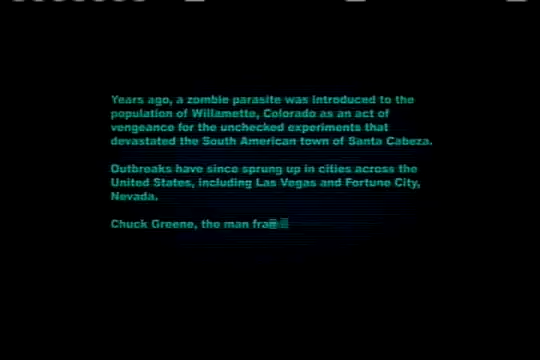 Years ago, a zombie parasite was introduced to the
population of Willamette, Colorado as an act of
vengeance for the unchecked experiments that
devastated the South American town of Santa Cabeza.
Outbreaks have since sprung up in cities across the
United States, including Las Vegas and Fortune City,
Nevada.
Chuck Greene, the man fra